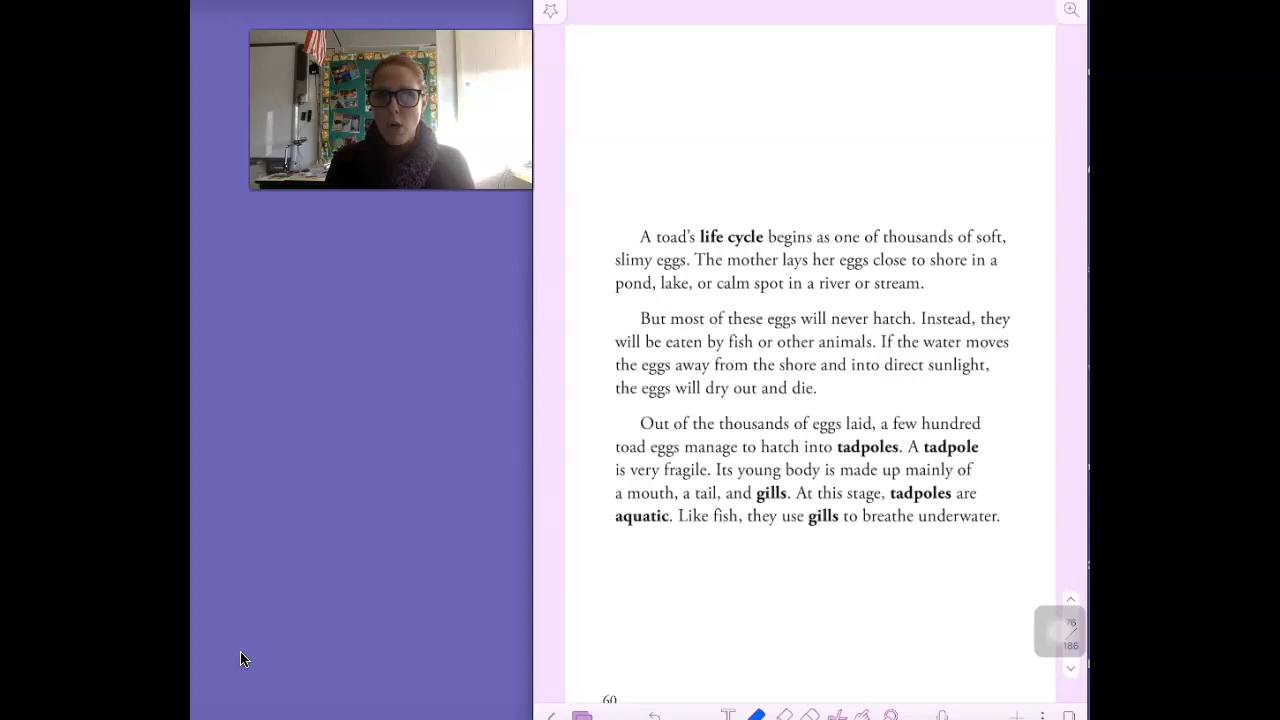 A toad’s life cycle begins as one of thousands of soft,
slimy eggs. The mother lays her eggs close to shore in a
pond, lake, or calm spot in a river or stream.
But most of these eggs will never hatch. Instead, they
will be eaten by fish or other animals. If the water moves
the eggs away from the shore and into direct sunlight,
the eggs will dry out and die.
Out of the thousands of eggs laid, a few hundred
toad eggs manage to hatch into tadpoles. A tadpole
is very fragile. Its young body is made up mainly of
a mouth, a tail, and gills. At this stage, tadpoles are
aquatic. Like fish, they use gills to breathe underwater.
76
/
186
60